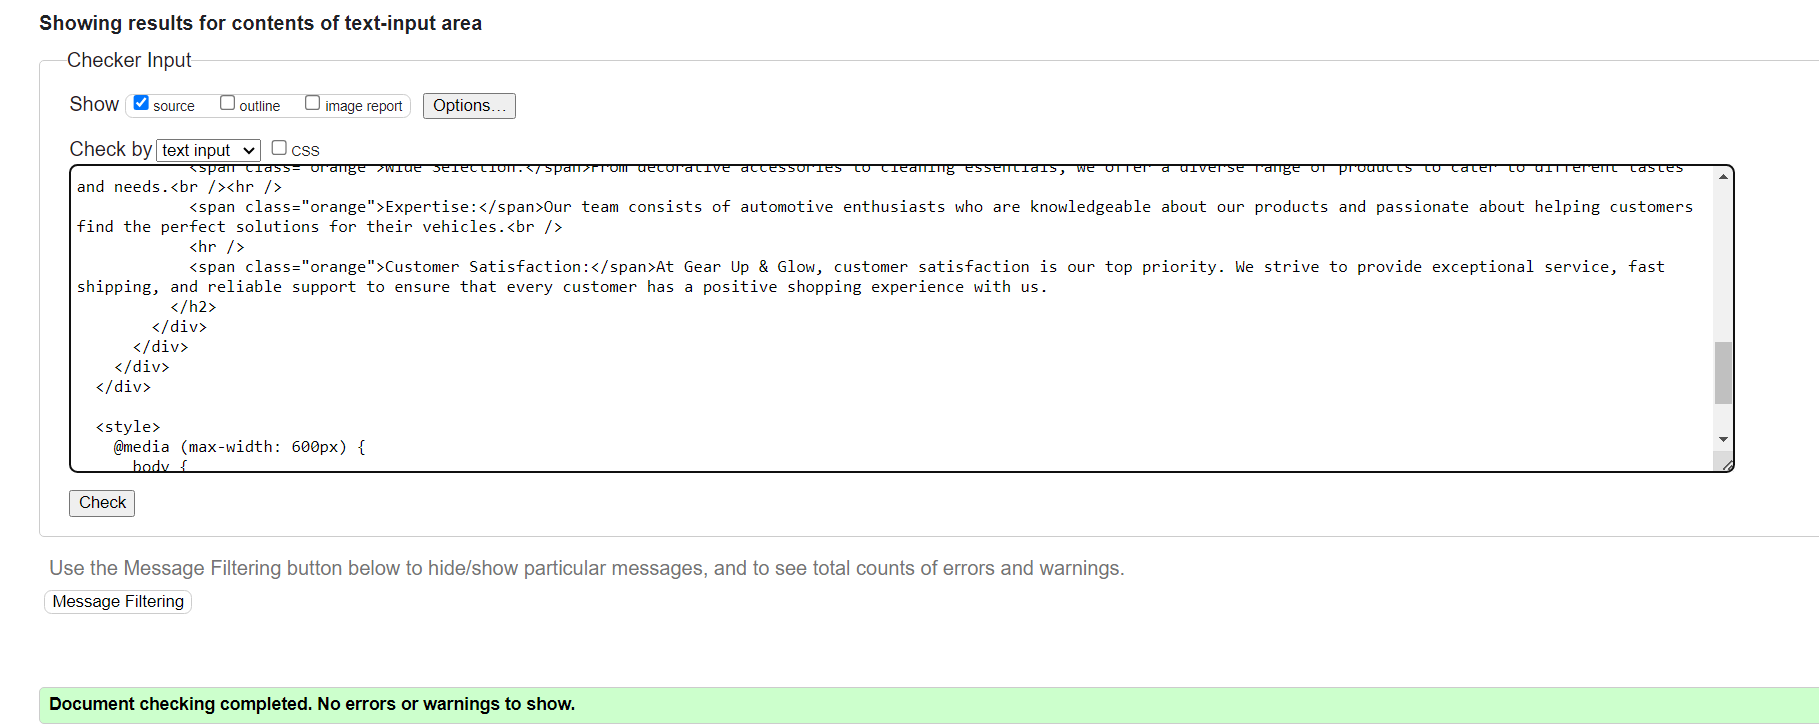 Showing results for contents of text-input area
Checker Input
Show source outline image report Options...
Check by text input CSS
<span class="orange">Wide Selection:</span>From decorative accessories to cleaning essentials, we offer a diverse range of products to cater to different tastes
and needs.<br /><hr />
<span class="orange">Expertise:</span>Our team consists of automotive enthusiasts who are knowledgeable about our products and passionate about helping customers
find the perfect solutions for their vehicles.<br />
<hr />
<span class="orange">Customer Satisfaction:</span>At Gear Up & Glow, customer satisfaction is our top priority. We strive to provide exceptional service, fast
shipping, and reliable support to ensure that every customer has a positive shopping experience with us.
</h2>
</div>
</div>
</div>
</div>
<style>
@media (max-width: 600px) {
body {
Check
Use the Message Filtering button below to hide/show particular messages, and to see total counts of errors and warnings.
Message Filtering
Document checking completed. No errors or warnings to show.